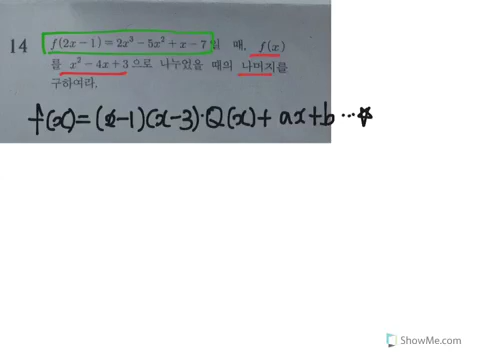 14 f(2x−1)=2x³−5x²+x−7일 때, f(x)
를 x²−4x+3으로 나누었을 때의 나머지를
구하여라.
f(x)=(x−1)(x−3)·Q(x)+ax+b ···☆
ShowMe.com